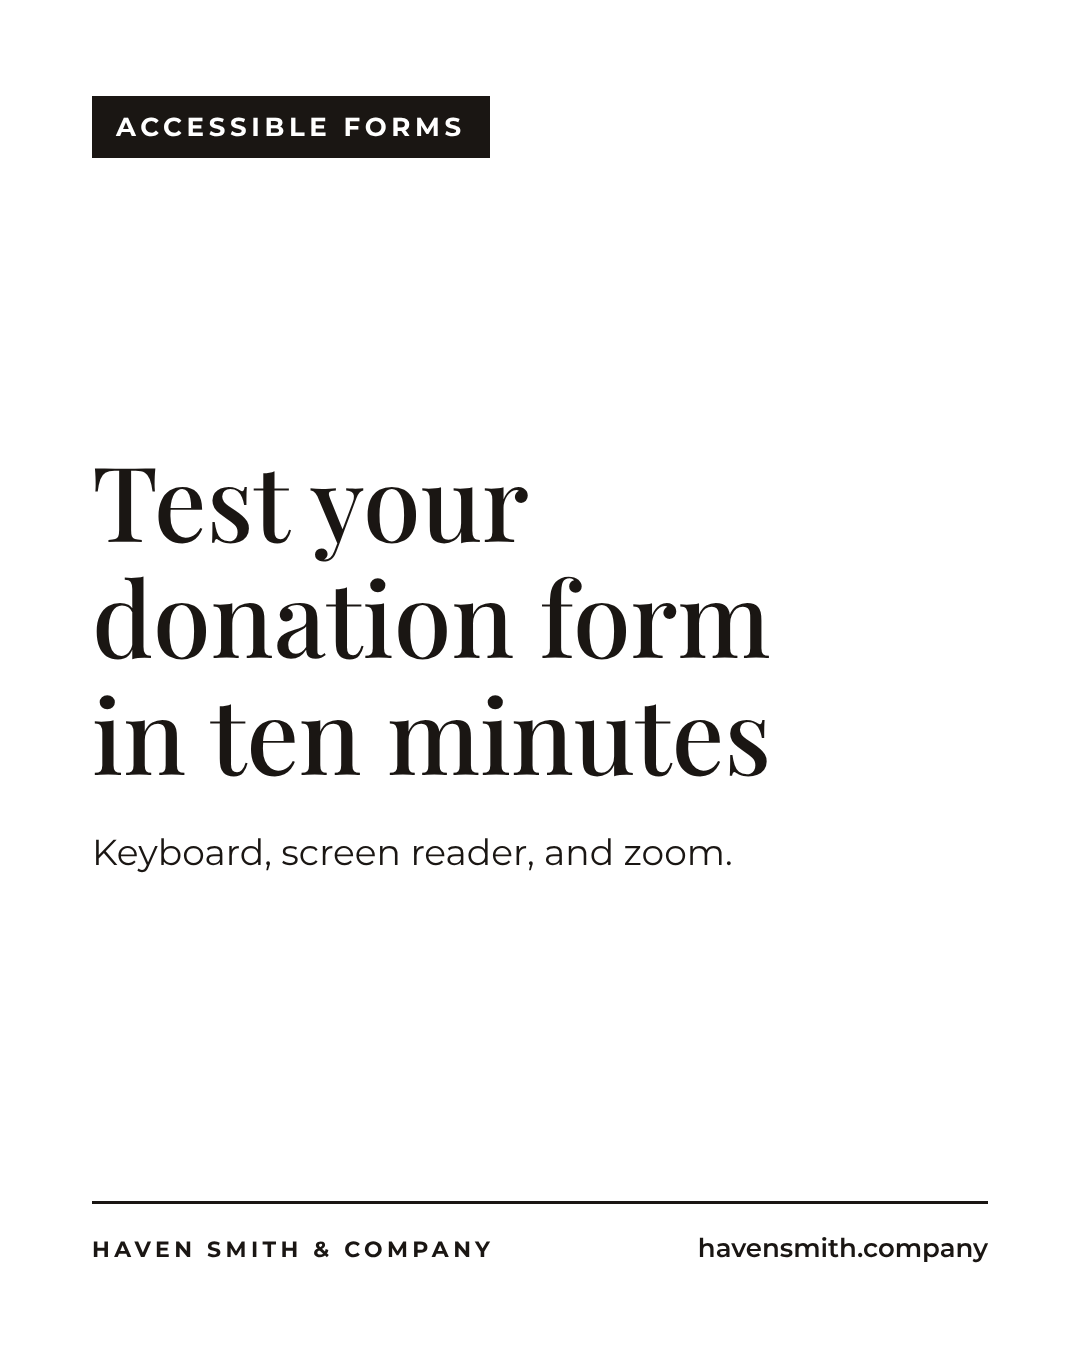 ACCESSIBLE FORMS
Test your
donation form
in ten minutes
Keyboard, screen reader, and zoom.
HAVEN SMITH & COMPANY
havensmith.company